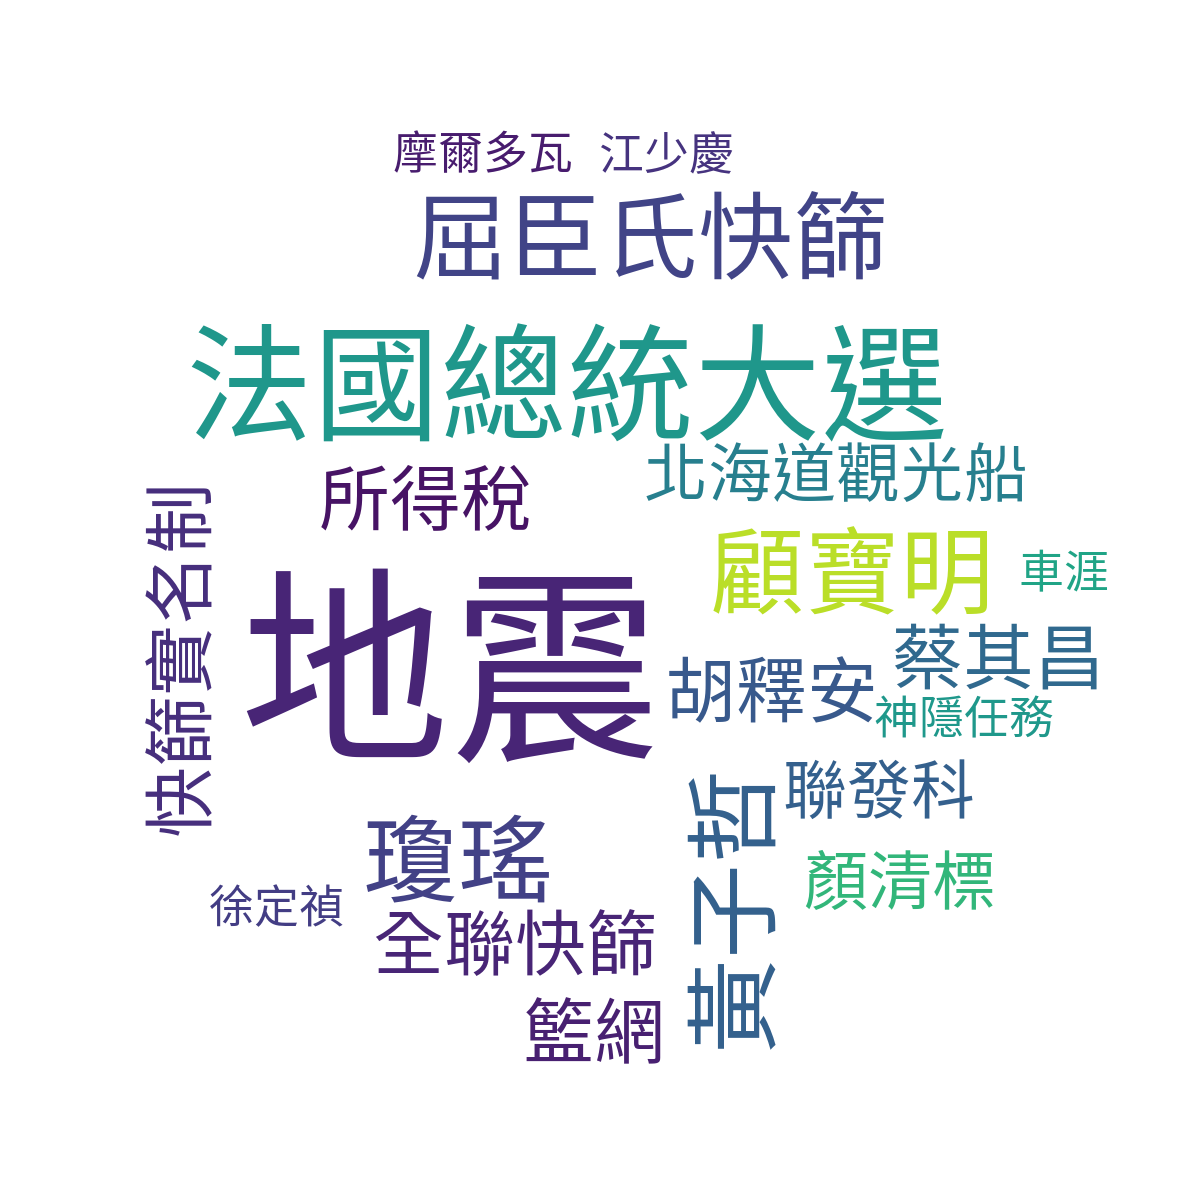 摩爾多瓦
江少慶
屈臣氏快篩
法國總統大選
北海道觀光船
所得稅
快篩實名制
顧寶明
車涯
地震
蔡其昌
胡釋安
神隱任務
聯發科
黃子哲
瓊瑤
顏清標
徐定禎
全聯快篩
籃網